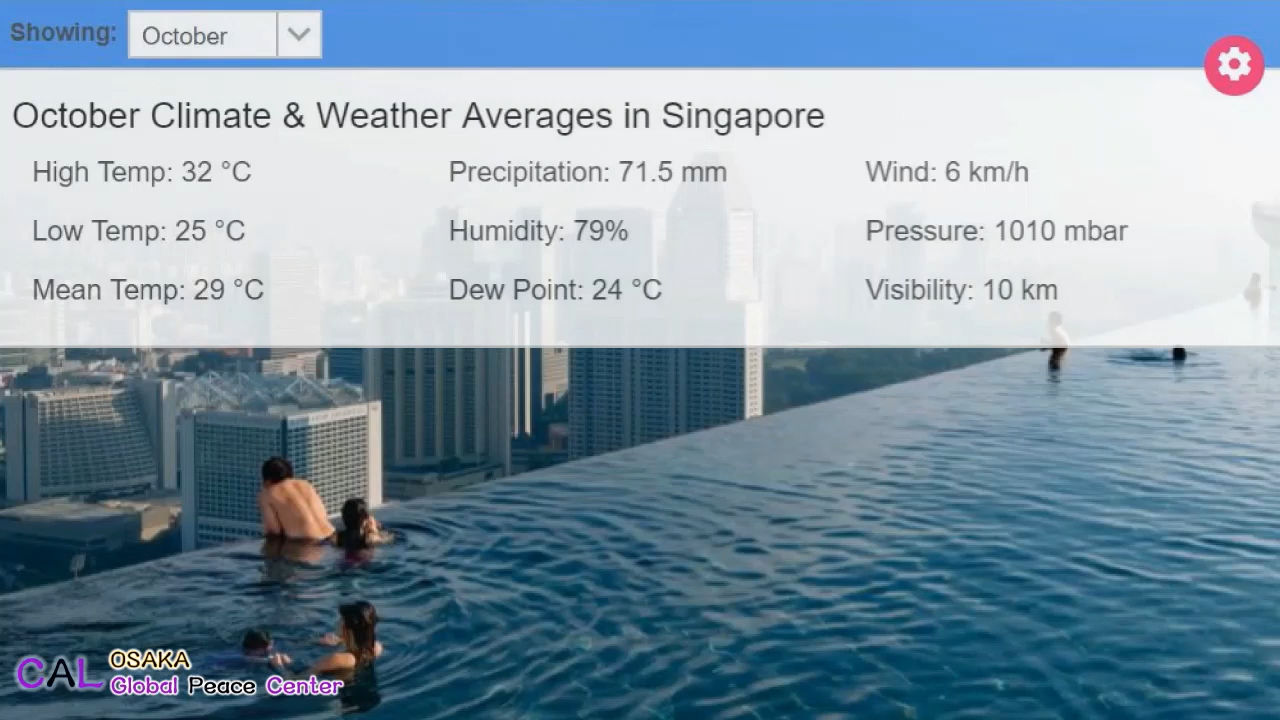 Showing: October
October Climate & Weather Averages in Singapore
High Temp: 32 °C Precipitation: 71.5 mm Wind: 6 km/h
Low Temp: 25 °C Humidity: 79% Pressure: 1010 mbar
Mean Temp: 29 °C Dew Point: 24 °C Visibility: 10 km
CAL OSAKA
Global Peace Center